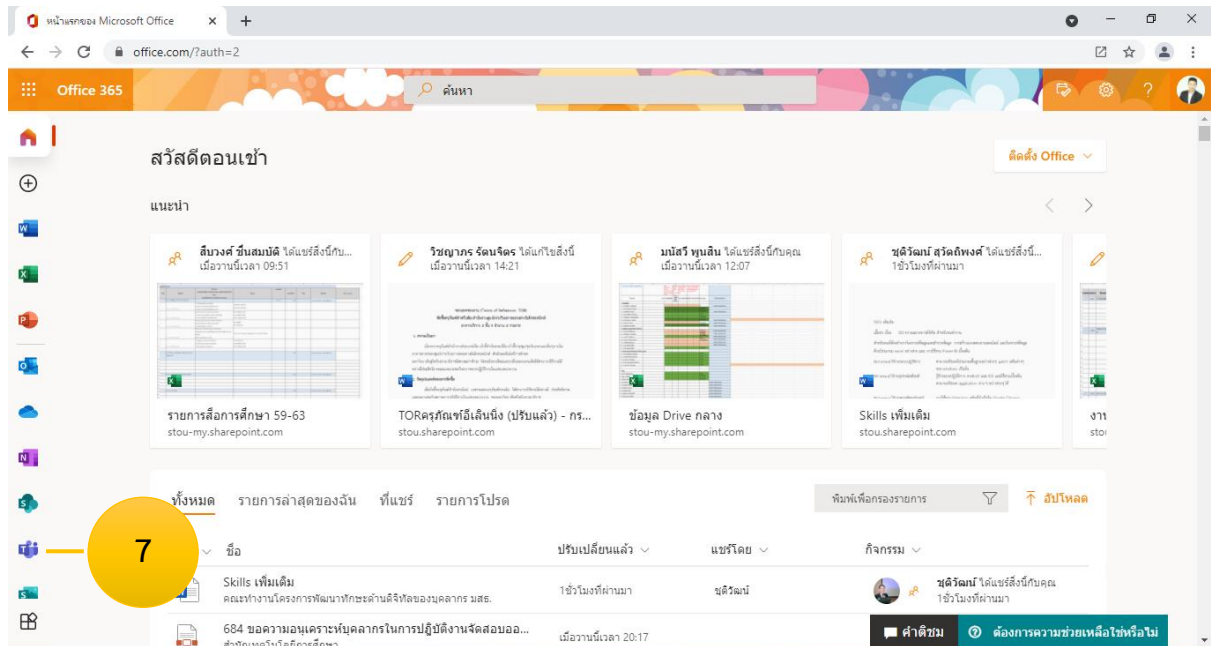 หน้าแรกของ Microsoft Office
office.com/?auth=2
Office 365
ค้นหา
สวัสดีตอนเช้า
ติดตั้ง Office
แนะนำ
สืบวงศ์ ชื่นสมบัติ ได้แชร์สิ่งนี้กับ...
เมื่อวานนี้เวลา 09:51
วิชญาภร รัตนจิตร ได้แก้ไขสิ่งนี้
เมื่อวานนี้เวลา 14:21
มนัสวี พูนสิน ได้แชร์สิ่งนี้กับคุณ
เมื่อวานนี้เวลา 12:07
ชุติวัฒน์ สุวัตถิพงศ์ ได้แชร์สิ่งนี้...
1ชั่วโมงที่ผ่านมา
รายการสื่อการศึกษา 59-63
stou-my.sharepoint.com
TORครุภัณฑ์อีเลินนิ่ง (ปรับแล้ว) - กร...
stou.sharepoint.com
ข้อมูล Drive กลาง
stou-my.sharepoint.com
Skills เพิ่มเติม
stou.sharepoint.com
งาน
stou
ทั้งหมด รายการล่าสุดของฉัน ที่แชร์ รายการโปรด
พิมพ์เพื่อกรองรายการ
อัปโหลด
7
ชื่อ ปรับเปลี่ยนแล้ว แชร์โดย กิจกรรม
Skills เพิ่มเติม
คณะทำงานโครงการพัฒนาทักษะด้านดิจิทัลของบุคลากร มสธ.
1ชั่วโมงที่ผ่านมา
ชุติวัฒน์
ชุติวัฒน์ ได้แชร์สิ่งนี้กับคุณ
1ชั่วโมงที่ผ่านมา
684 ขอความอนุเคราะห์บุคลากรในการปฏิบัติงานจัดสอบออ...
สำนักเทคโนโลยีการศึกษา
เมื่อวานนี้เวลา 20:17
คำติชม
ต้องการความช่วยเหลือใช่หรือไม่